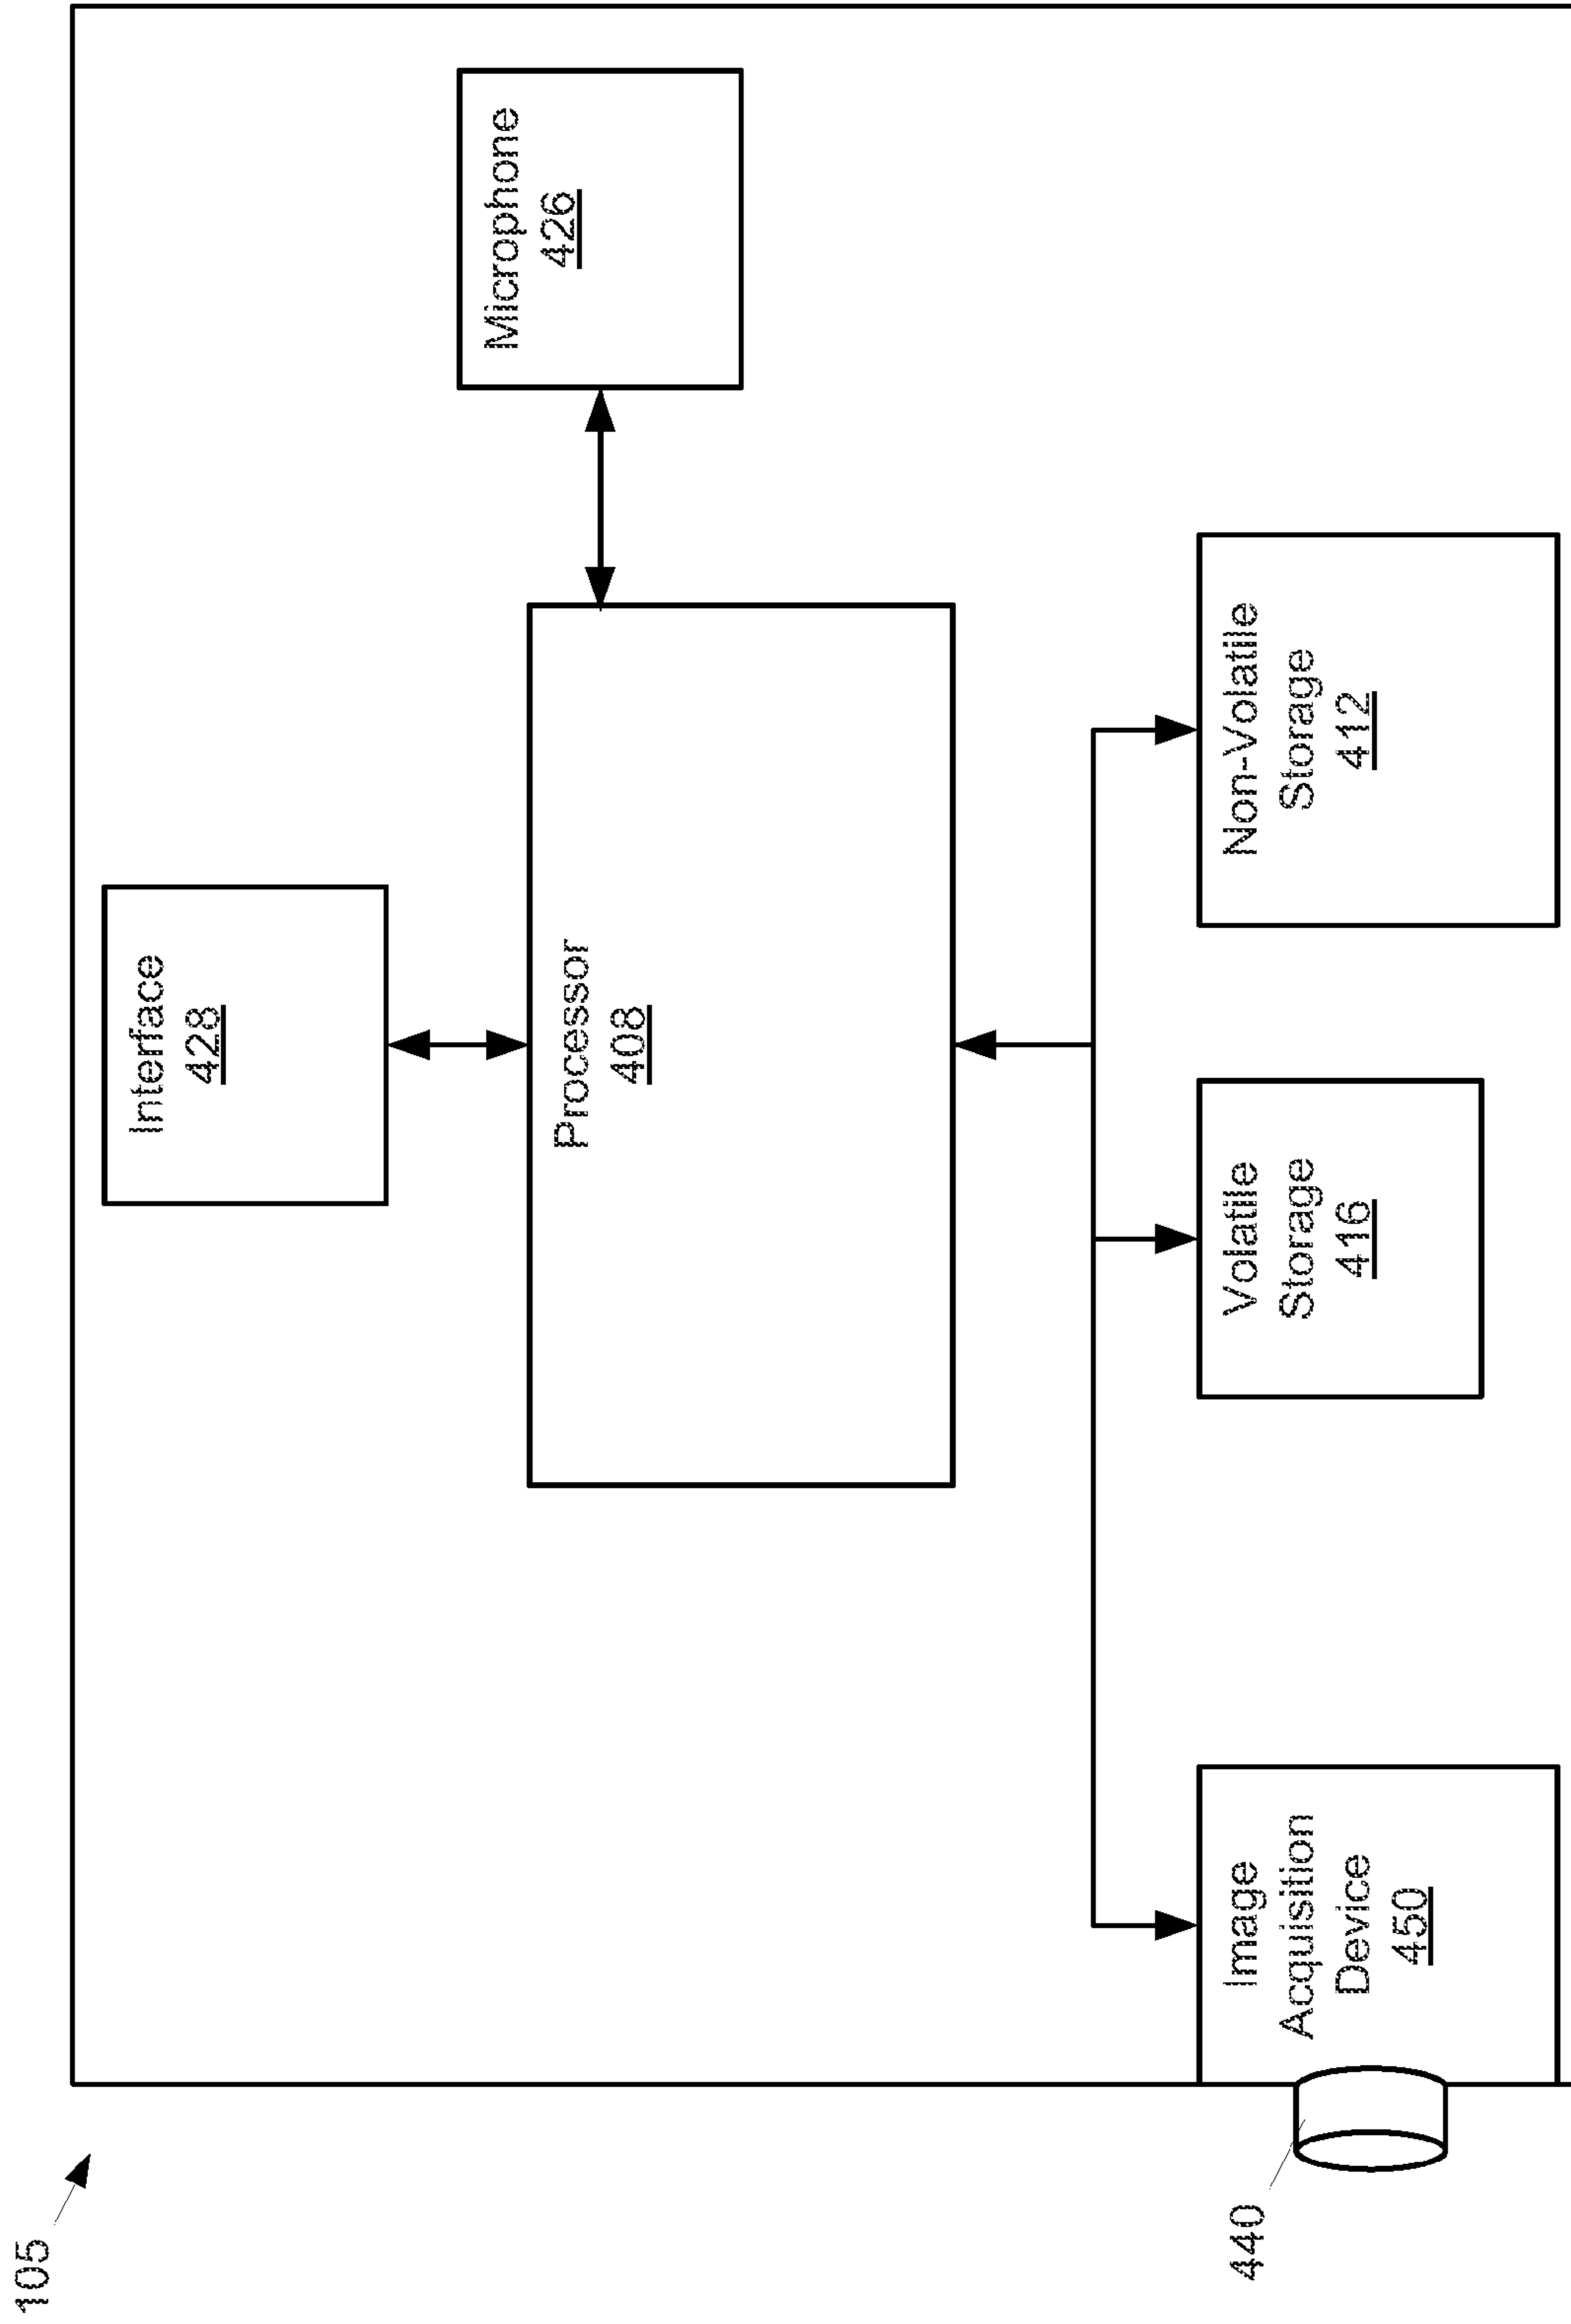 105
Interface
428
Microphone
426
Processor
408
Image
Acquisition
Device
450
Volatile
Storage
416
Non-Volatile
Storage
412
440